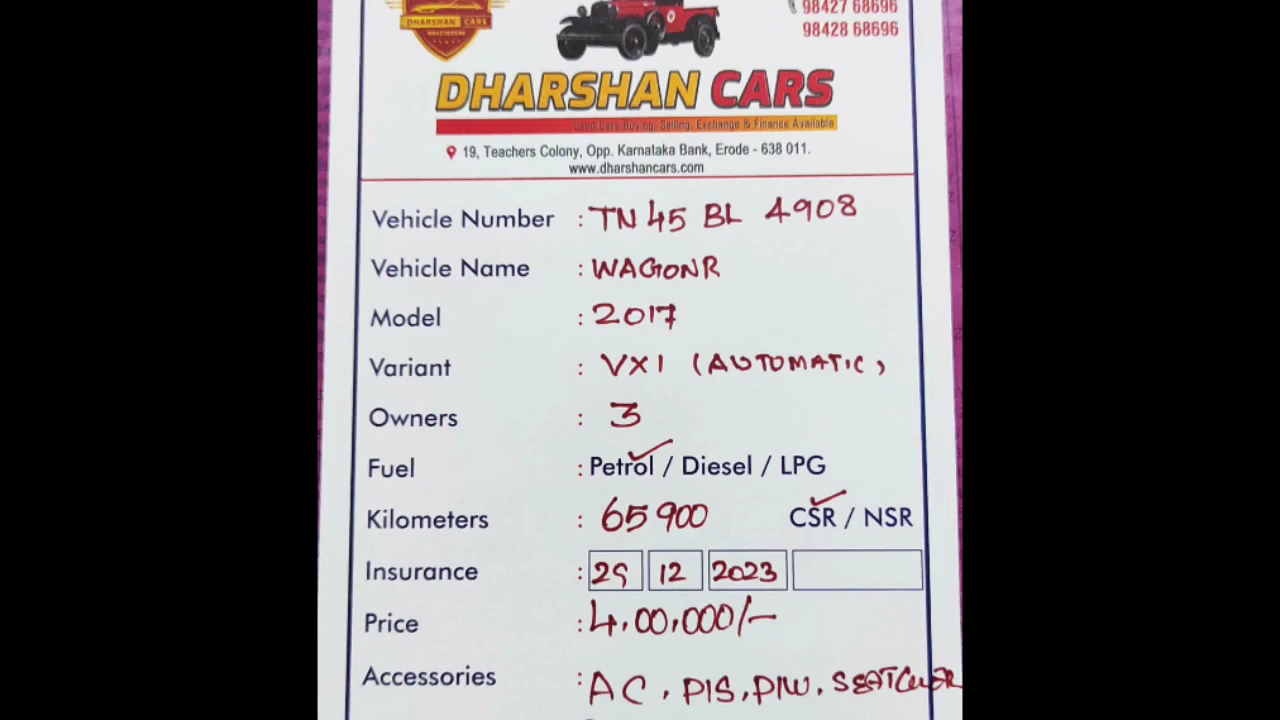 98427 68696
DHARSHAN CARS
98428 68696
DHARSHAN CARS
Used Cars Buying, Selling, Exchange & Finance Available
19, Teachers Colony, Opp. Karnataka Bank, Erode - 638 011.
www.dharshancars.com
Vehicle Number : TN 45 BL 4908
Vehicle Name : WAGONR
Model : 2017
Variant : VXI (AUTOMATIC)
Owners : 3
Fuel : Petrol / Diesel / LPG
Kilometers : 65900 CSR / NSR
Insurance : 29 12 2023
Price : 4,00,000/-
Accessories : AC, P/S, P/W,